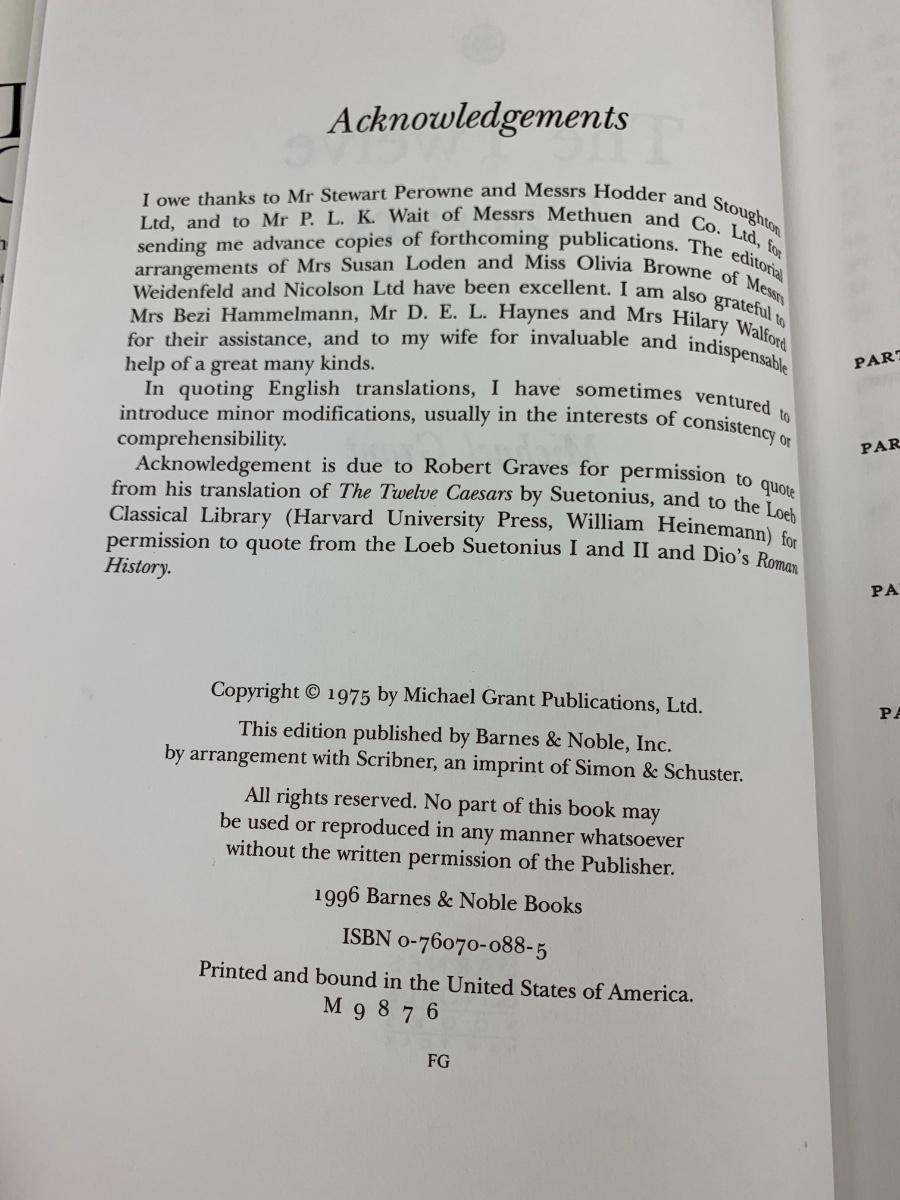 Acknowledgements
I owe thanks to Mr Stewart Perowne and Messrs Hodder and Stoughton
Ltd, and to Mr P. L. K. Wait of Messrs Methuen and Co. Ltd, for
sending me advance copies of forthcoming publications. The editorial
arrangements of Mrs Susan Loden and Miss Olivia Browne of Messrs
Weidenfeld and Nicolson Ltd have been excellent. I am also grateful to
Mrs Bezi Hammelmann, Mr D. E. L. Haynes and Mrs Hilary Walford
for their assistance, and to my wife for invaluable and indispensable
help of a great many kinds.
In quoting English translations, I have sometimes ventured to
introduce minor modifications, usually in the interests of consistency or
comprehensibility.
Acknowledgement is due to Robert Graves for permission to quote
from his translation of The Twelve Caesars by Suetonius, and to the Loeb
Classical Library (Harvard University Press, William Heinemann) for
permission to quote from the Loeb Suetonius I and II and Dio's Roman
History.
Copyright © 1975 by Michael Grant Publications, Ltd.
This edition published by Barnes & Noble, Inc.
by arrangement with Scribner, an imprint of Simon & Schuster.
All rights reserved. No part of this book may
be used or reproduced in any manner whatsoever
without the written permission of the Publisher.
1996 Barnes & Noble Books
ISBN 0-76070-088-5
Printed and bound in the United States of America.
M 9 8 7 6
FG
PART
PAR
PA
PA